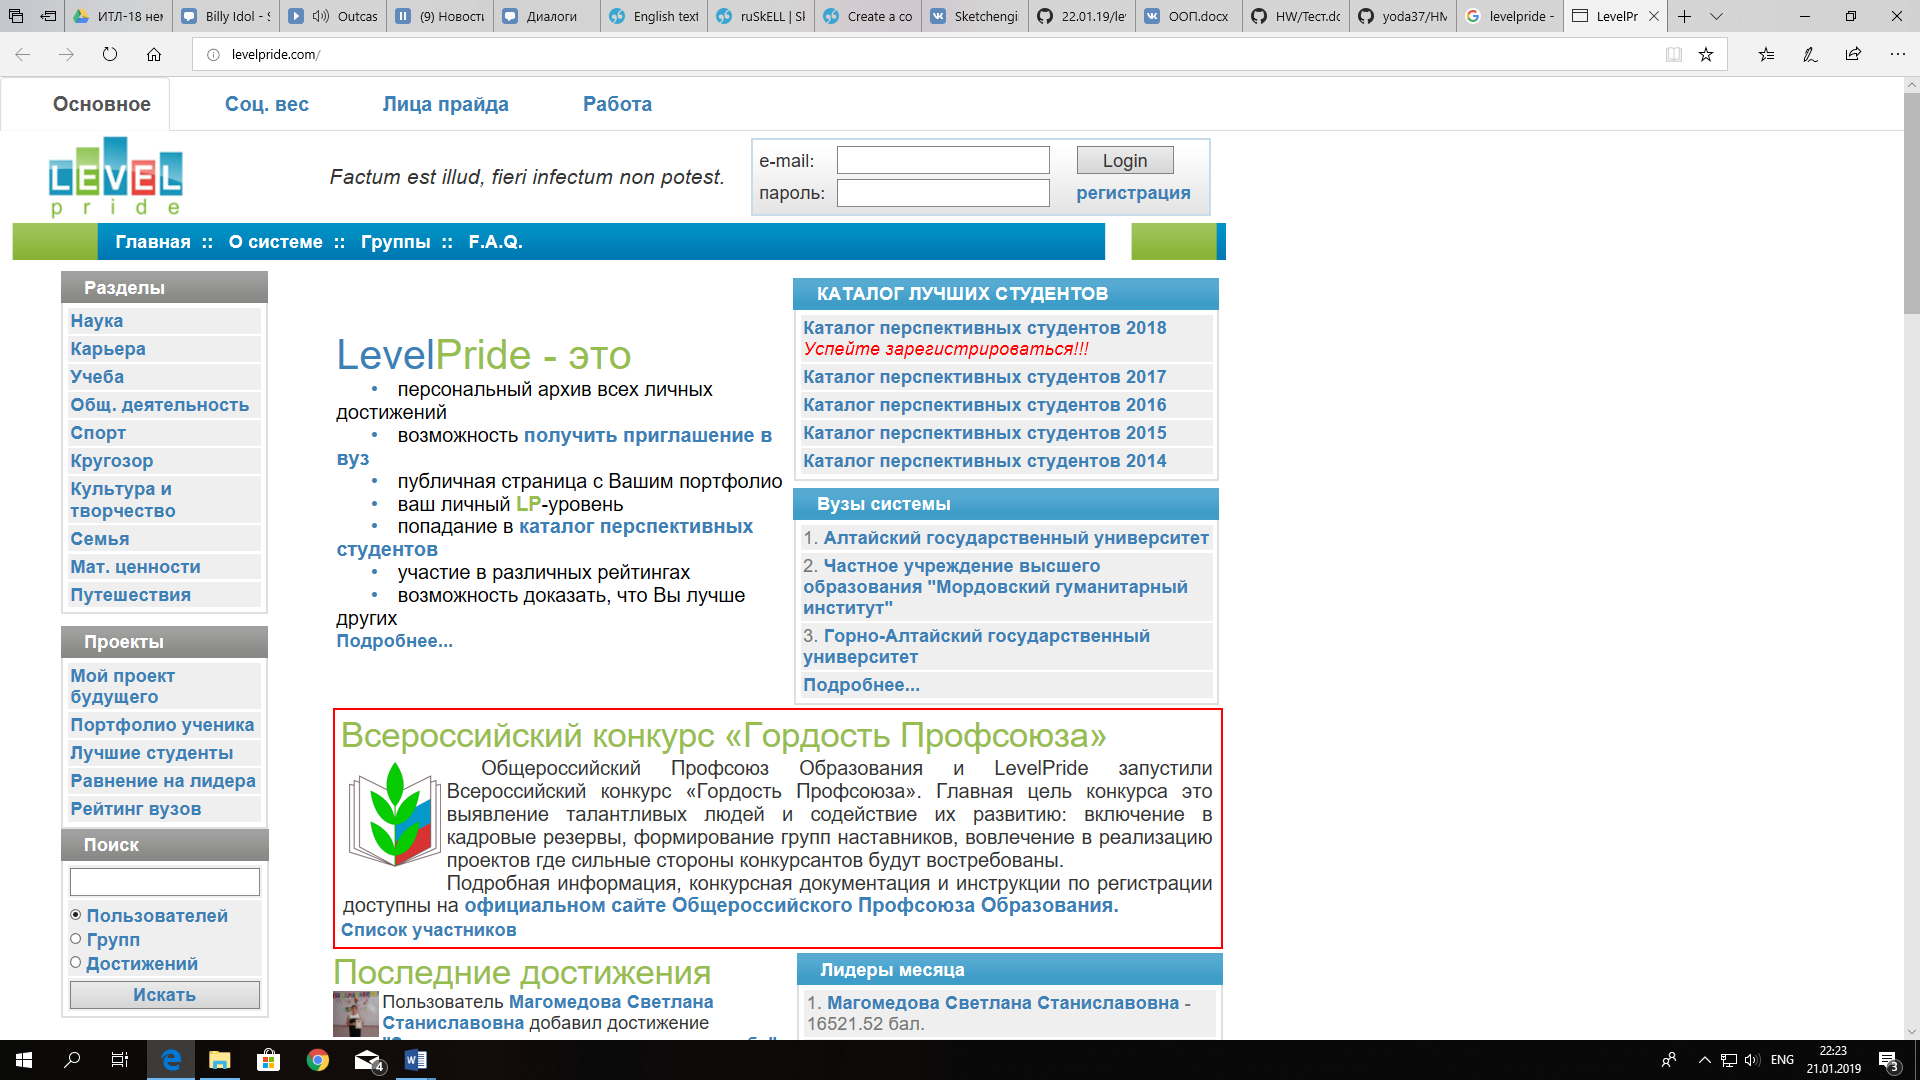 ИТЛ-18 нем
Billy Idol - S
Outcas
(9) Новост
Диалоги
English text
ruSkELL | Sk
Create a co
Sketchengi
22.01.19/le
ООП.docx
HW/Тест.dc
yoda37/HM
levelpride -
LevelPr
levelpride.com/
Основное
Соц. вес
Лица прайда
Работа
LEVEL
pride
Factum est illud, fieri infectum non potest.
e-mail:
Login
пароль:
регистрация
Главная :: О системе :: Группы :: F.A.Q.
Разделы
Наука
Карьера
Учеба
Общ. деятельность
Спорт
Кругозор
Культура и
творчество
Семья
Мат. ценности
Путешествия
Проекты
Мой проект
будущего
Портфолио ученика
Лучшие студенты
Равнение на лидера
Рейтинг вузов
Поиск
Пользователей
Групп
Достижений
Искать
LevelPride - это
• персональный архив всех личных
достижений
• возможность получить приглашение в
вуз
• публичная страница с Вашим портфолио
• ваш личный LP-уровень
• попадание в каталог перспективных
студентов
• участие в различных рейтингах
• возможность доказать, что Вы лучше
других
Подробнее...
КАТАЛОГ ЛУЧШИХ СТУДЕНТОВ
Каталог перспективных студентов 2018
Успейте зарегистрироваться!!!
Каталог перспективных студентов 2017
Каталог перспективных студентов 2016
Каталог перспективных студентов 2015
Каталог перспективных студентов 2014
Вузы системы
1. Алтайский государственный университет
2. Частное учреждение высшего
образования "Мордовский гуманитарный
институт"
3. Горно-Алтайский государственный
университет
Подробнее...
Всероссийский конкурс «Гордость Профсоюза»
Общероссийский Профсоюз Образования и LevelPride запустили
Всероссийский конкурс «Гордость Профсоюза». Главная цель конкурса это
выявление талантливых людей и содействие их развитию: включение в
кадровые резервы, формирование групп наставников, вовлечение в реализацию
проектов где сильные стороны конкурсантов будут востребованы.
Подробная информация, конкурсная документация и инструкции по регистрации
доступны на официальном сайте Общероссийского Профсоюза Образования.
Список участников
Последние достижения
Пользователь Магомедова Светлана
Станиславовна добавил достижение
Лидеры месяца
1. Магомедова Светлана Станиславовна -
16521.52 бал.
4
ENG
22:23
21.01.2019
3